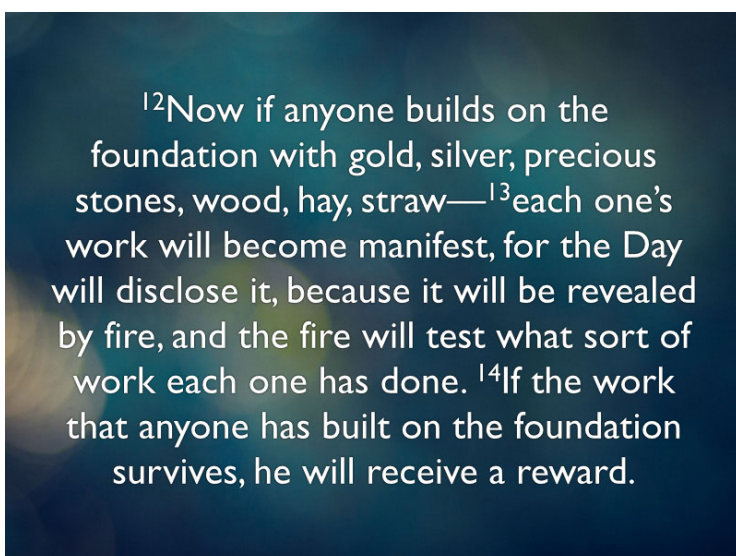 ¹²Now if anyone builds on the
foundation with gold, silver, precious
stones, wood, hay, straw—¹³each one’s
work will become manifest, for the Day
will disclose it, because it will be revealed
by fire, and the fire will test what sort of
work each one has done. ¹⁴If the work
that anyone has built on the foundation
survives, he will receive a reward.